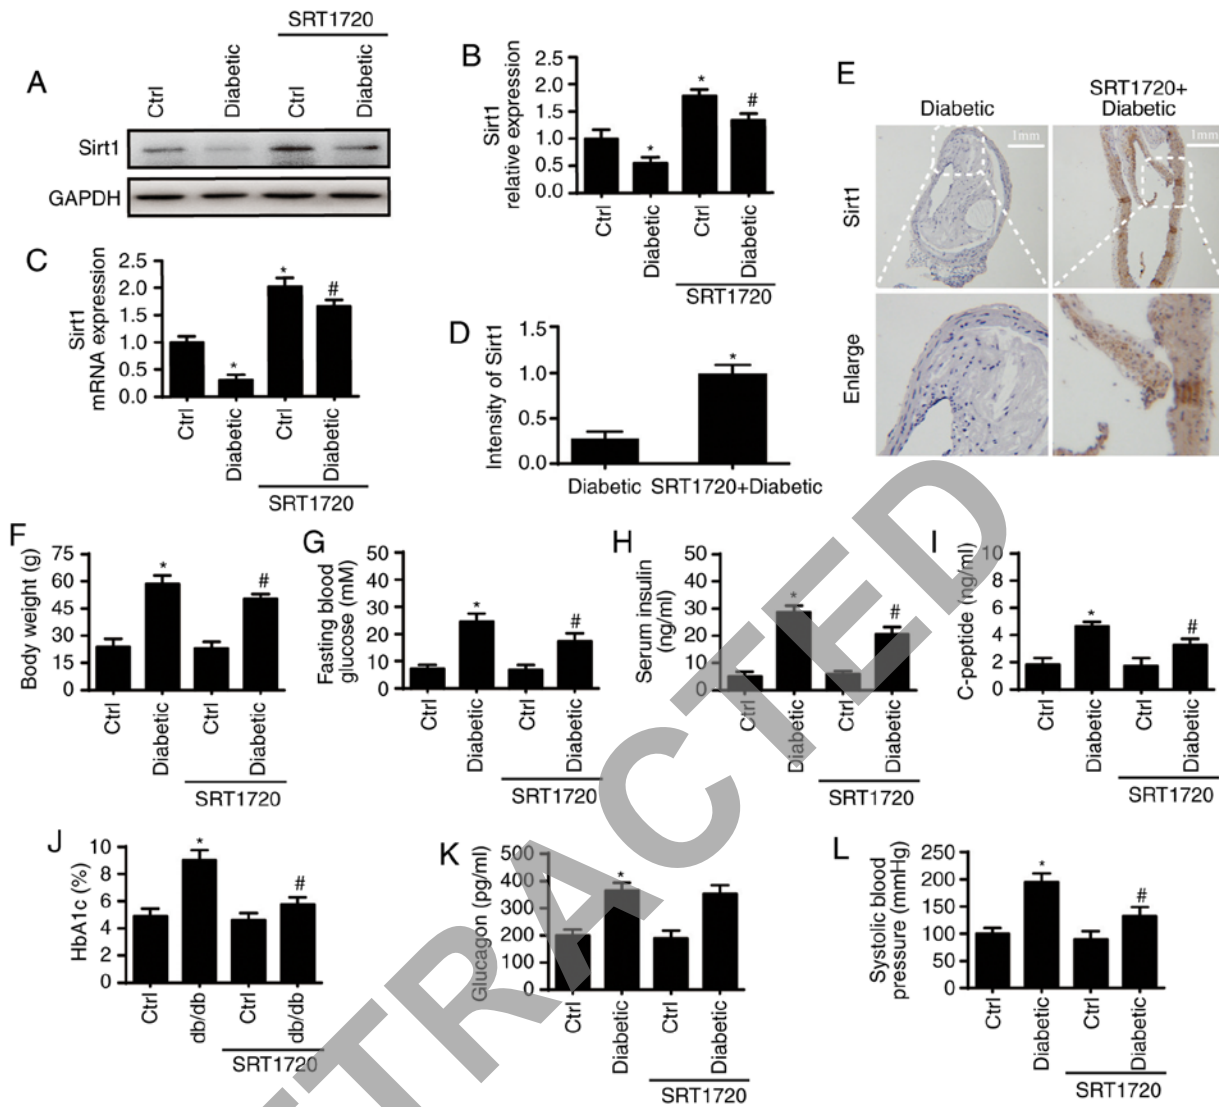 SRT1720
A
Ctrl
Diabetic
Ctrl
Diabetic
Sirt1
GAPDH
B
Sirt1
relative expression
2.5
2.0
1.5
1.0
0.5
0.0
*
*
#
Ctrl
Diabetic
Ctrl
Diabetic
SRT1720
C
Sirt1
mRNA expression
2.5
2.0
1.5
1.0
0.5
0.0
*
*
#
Ctrl
Diabetic
Ctrl
Diabetic
SRT1720
D
Intensity of Sirt1
1.5
1.0
0.5
0.0
*
Diabetic
SRT1720+Diabetic
E
Diabetic
SRT1720+
Diabetic
1mm
1mm
Sirt1
Enlarge
F
Body weight (g)
75
60
45
30
15
0
*
#
Ctrl
Diabetic
Ctrl
Diabetic
SRT1720
G
Fasting blood
glucose (mM)
50
40
30
20
10
0
*
#
Ctrl
Diabetic
Ctrl
Diabetic
SRT1720
H
Serum insulin
(ng/ml)
50
40
30
20
10
0
*
#
Ctrl
Diabetic
Ctrl
Diabetic
SRT1720
I
C-peptide (ng/ml)
10
8
6
4
2
0
*
#
Ctrl
Diabetic
Ctrl
Diabetic
SRT1720
J
HbA1c (%)
10
8
6
4
2
0
*
#
Ctrl
db/db
Ctrl
db/db
SRT1720
K
Glucagon (pg/ml)
500
400
300
200
100
0
*
Ctrl
Diabetic
Ctrl
Diabetic
SRT1720
L
Systolic blood
pressure (mmHg)
250
200
150
100
50
0
*
#
Ctrl
Diabetic
Ctrl
Diabetic
SRT1720
TRACTED